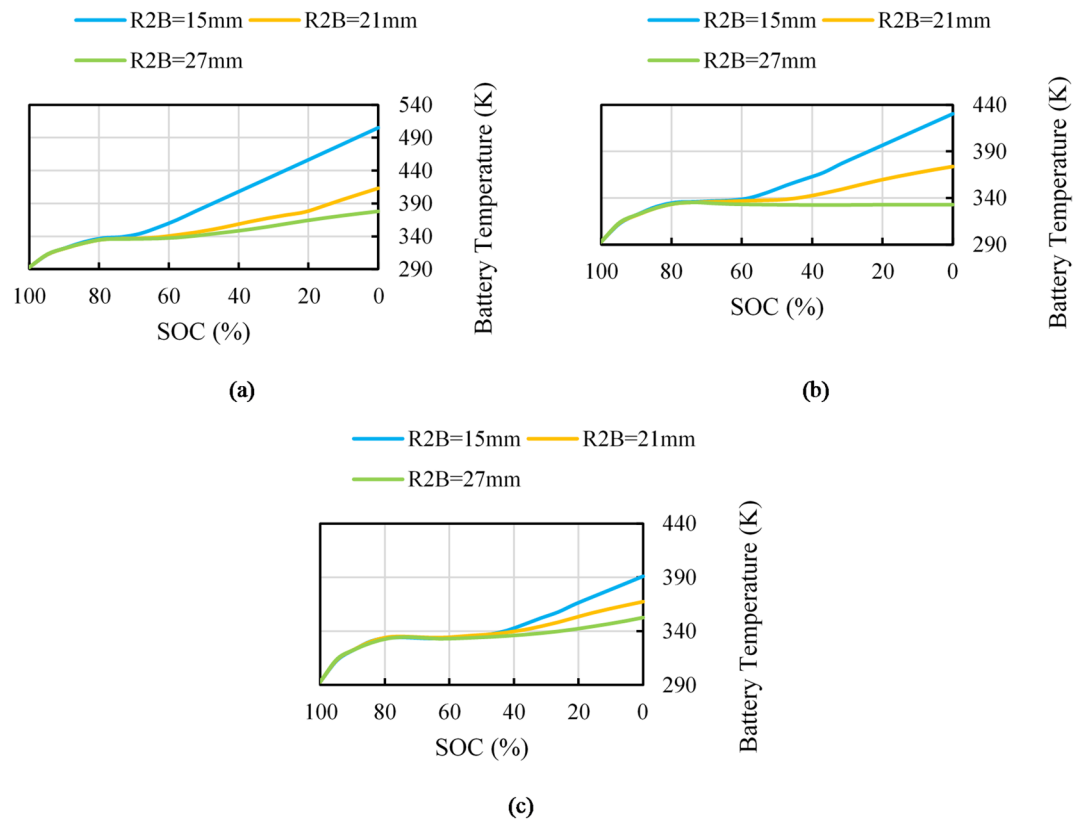 R2B=15mm R2B=21mm
R2B=27mm
540
490
440
390
340
290
100 80 60 40 20 0
SOC (%)
Battery Temperature (K)
(a)
R2B=15mm R2B=21mm
R2B=27mm
440
390
340
290
100 80 60 40 20 0
SOC (%)
Battery Temperature (K)
(b)
R2B=15mm R2B=21mm
R2B=27mm
440
390
340
290
100 80 60 40 20 0
SOC (%)
Battery Temperature (K)
(c)